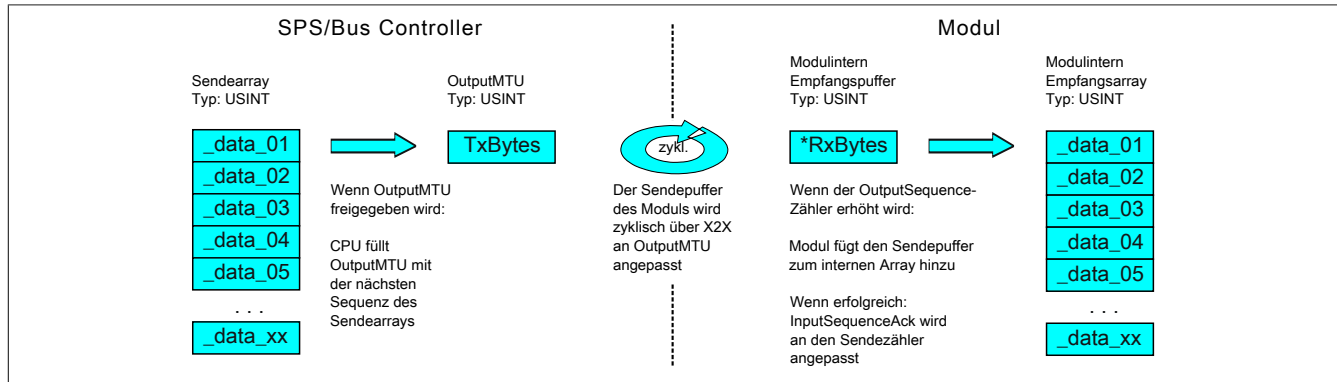 SPS/Bus Controller
Modul
Sendearray
Typ: USINT
OutputMTU
Typ: USINT
Modulintern
Empfangspuffer
Typ: USINT
Modulintern
Empfangsarray
Typ: USINT
_data_01
_data_02
_data_03
_data_04
_data_05
. . .
_data_xx
TxBytes
Wenn OutputMTU
freigegeben wird:
CPU füllt
OutputMTU mit
der nächsten
Sequenz des
Sendearrays
zykl.
Der Sendepuffer
des Moduls wird
zyklisch über X2X
an OutputMTU
angepasst
*RxBytes
Wenn der OutputSequence-
Zähler erhöht wird:
Modul fügt den Sendepuffer
zum internen Array hinzu
Wenn erfolgreich:
InputSequenceAck wird
an den Sendezähler
angepasst
_data_01
_data_02
_data_03
_data_04
_data_05
. . .
_data_xx